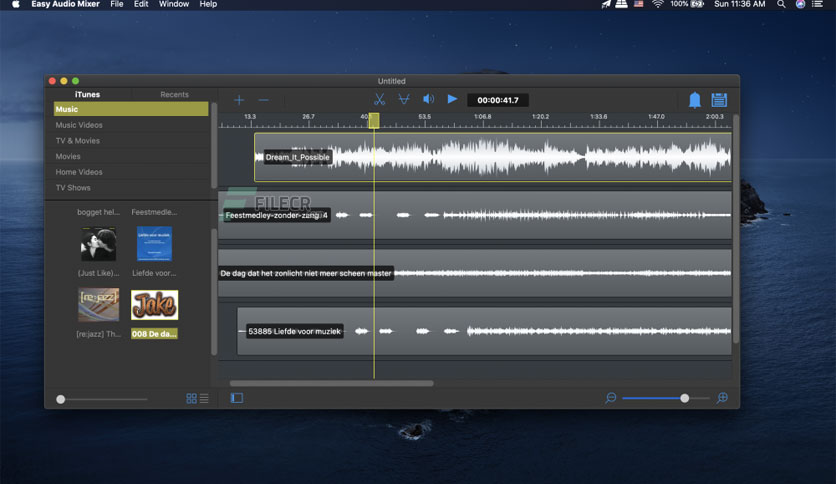 Easy Audio Mixer File Edit Window Help
100% Sun 11:36 AM
Untitled
iTunes Recents
Music
Music Videos
TV & Movies
Movies
Home Videos
TV Shows
00:00:41.7
13.3 26.7 40.0 53.5 1:06.8 1:20.2 1:33.6 1:47.0 2:00.3
Dream_It_Possible
FILECR
Feestmedley-zonder-zang_4
De dag dat het zonlicht niet meer scheen master
53885 Liefde voor muziek
bogget hel... Feestmedle...
(Just Like)... Liefde voor...
[re:jazz]
Jake
[re:jazz] Th... 008 De da...